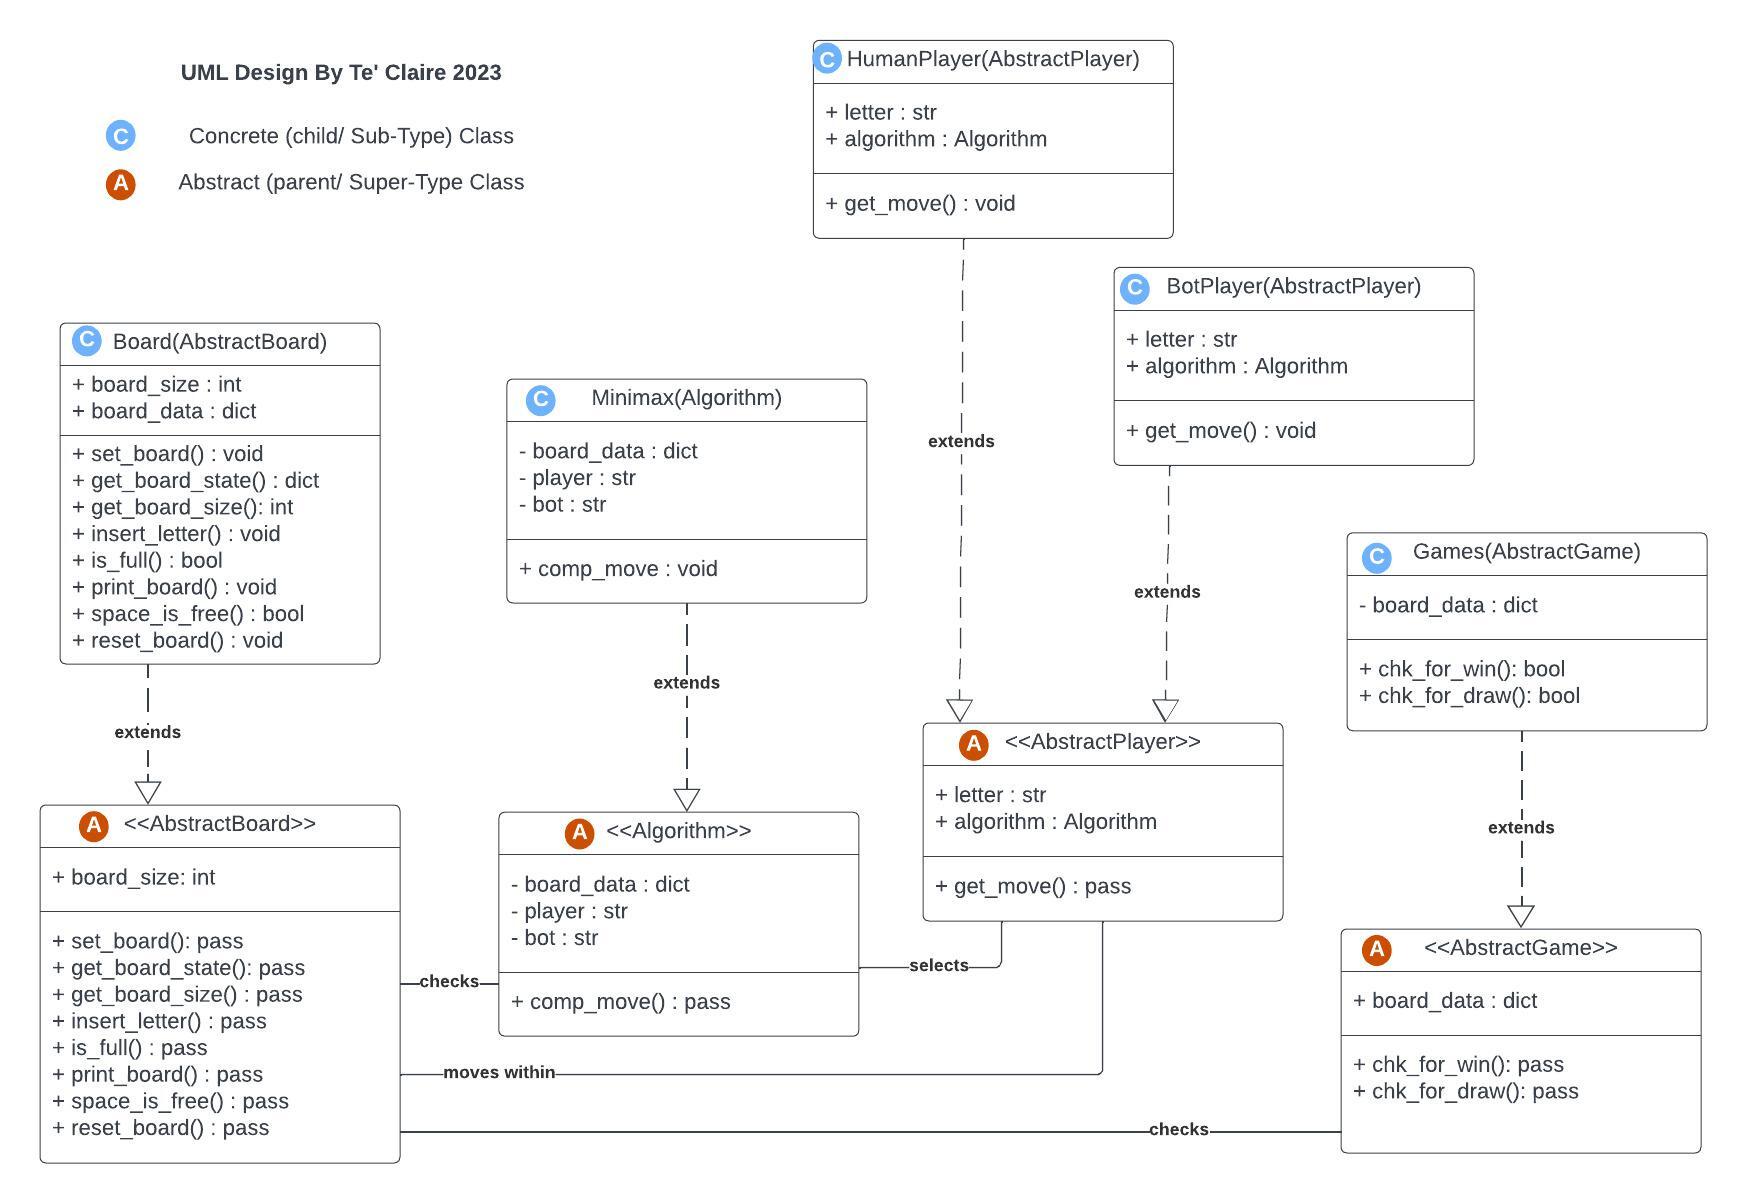 UML Design By Te' Claire 2023
C
Concrete (child/ Sub-Type) Class
A
Abstract (parent/ Super-Type Class
C
HumanPlayer(AbstractPlayer)
+ letter : str
+ algorithm : Algorithm
+ get_move() : void
extends
C
BotPlayer(AbstractPlayer)
+ letter : str
+ algorithm : Algorithm
+ get_move() : void
extends
C
Board(AbstractBoard)
+ board_size : int
+ board_data : dict
+ set_board() : void
+ get_board_state() : dict
+ get_board_size(): int
+ insert_letter() : void
+ is_full() : bool
+ print_board() : void
+ space_is_free() : bool
+ reset_board() : void
extends
C
Minimax(Algorithm)
- board_data : dict
- player : str
- bot : str
+ comp_move : void
extends
C
Games(AbstractGame)
- board_data : dict
+ chk_for_win(): bool
+ chk_for_draw(): bool
extends
A
<<AbstractPlayer>>
+ letter : str
+ algorithm : Algorithm
+ get_move() : pass
A
<<AbstractBoard>>
+ board_size: int
+ set_board(): pass
+ get_board_state(): pass
+ get_board_size() : pass
+ insert_letter() : pass
+ is_full() : pass
+ print_board() : pass
+ space_is_free() : pass
+ reset_board() : pass
checks
A
<<Algorithm>>
- board_data : dict
- player : str
- bot : str
+ comp_move() : pass
selects
moves within
A
<<AbstractGame>>
+ board_data : dict
+ chk_for_win(): pass
+ chk_for_draw(): pass
checks